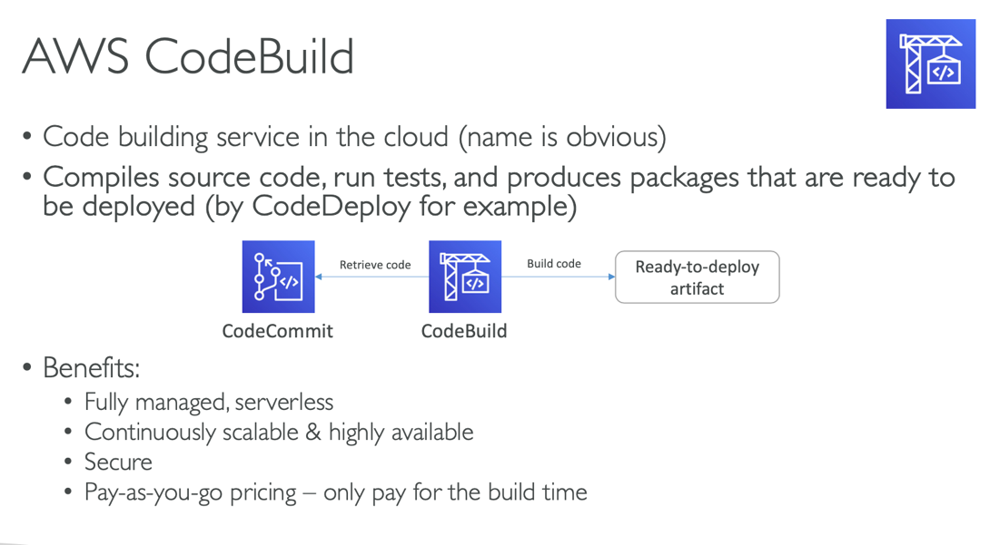 AWS CodeBuild
• Code building service in the cloud (name is obvious)
• Compiles source code, run tests, and produces packages that are ready to
be deployed (by CodeDeploy for example)
Retrieve code
Build code
Ready-to-deploy
artifact
CodeCommit
CodeBuild
• Benefits:
• Fully managed, serverless
• Continuously scalable & highly available
• Secure
• Pay-as-you-go pricing – only pay for the build time